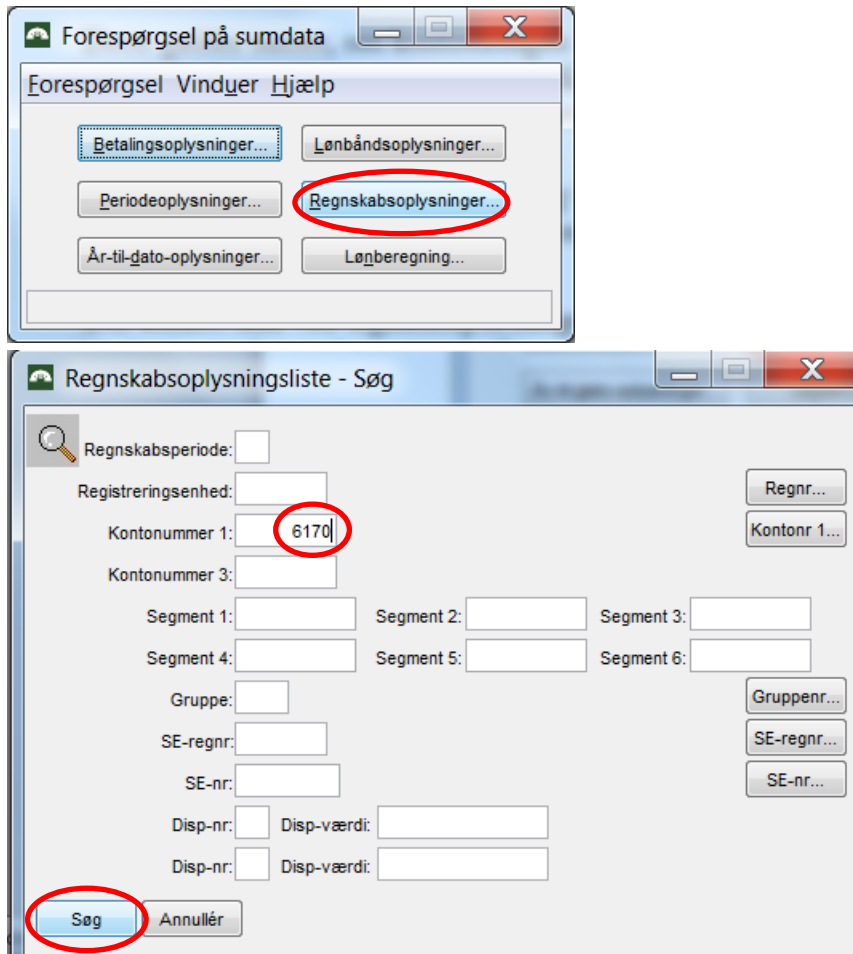 Forespørgsel på sumdata
Forespørgsel Vinduer Hjælp
Betalingsoplysninger... Lønbåndsoplysninger...
Periodeoplysninger... Regnskabsoplysninger...
År-til-dato-oplysninger... Lønberegning...
Regnskabsoplysningsliste - Søg
Regnskabsperiode:
Registreringsenhed: Regnr...
Kontonummer 1: 6170 Kontonr 1...
Kontonummer 3:
Segment 1: Segment 2: Segment 3:
Segment 4: Segment 5: Segment 6:
Gruppe: Gruppenr...
SE-regnr: SE-regnr...
SE-nr: SE-nr...
Disp-nr: Disp-værdi:
Disp-nr: Disp-værdi:
Søg Annullér